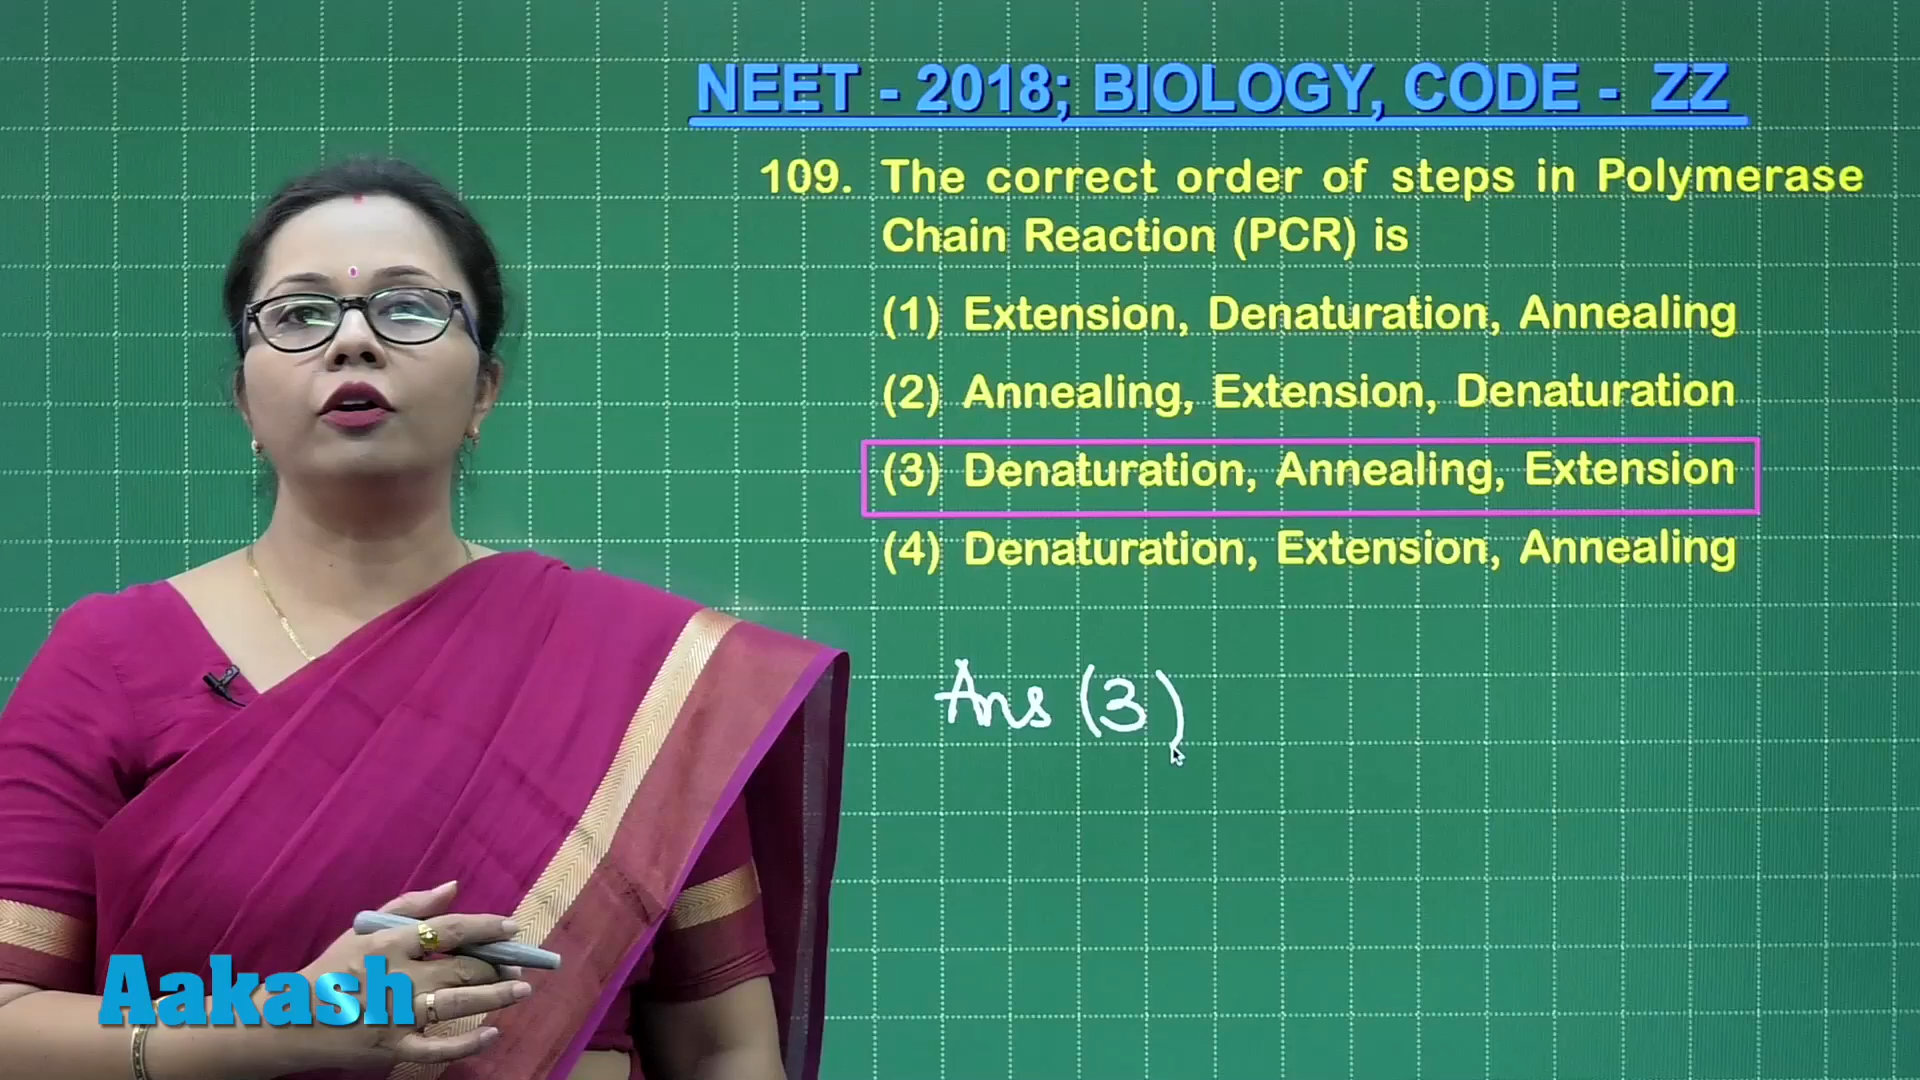 NEET - 2018; BIOLOGY, CODE - ZZ
109. The correct order of steps in Polymerase
Chain Reaction (PCR) is
(1) Extension, Denaturation, Annealing
(2) Annealing, Extension, Denaturation
(3) Denaturation, Annealing, Extension
(4) Denaturation, Extension, Annealing
Ans (3)
Aakash